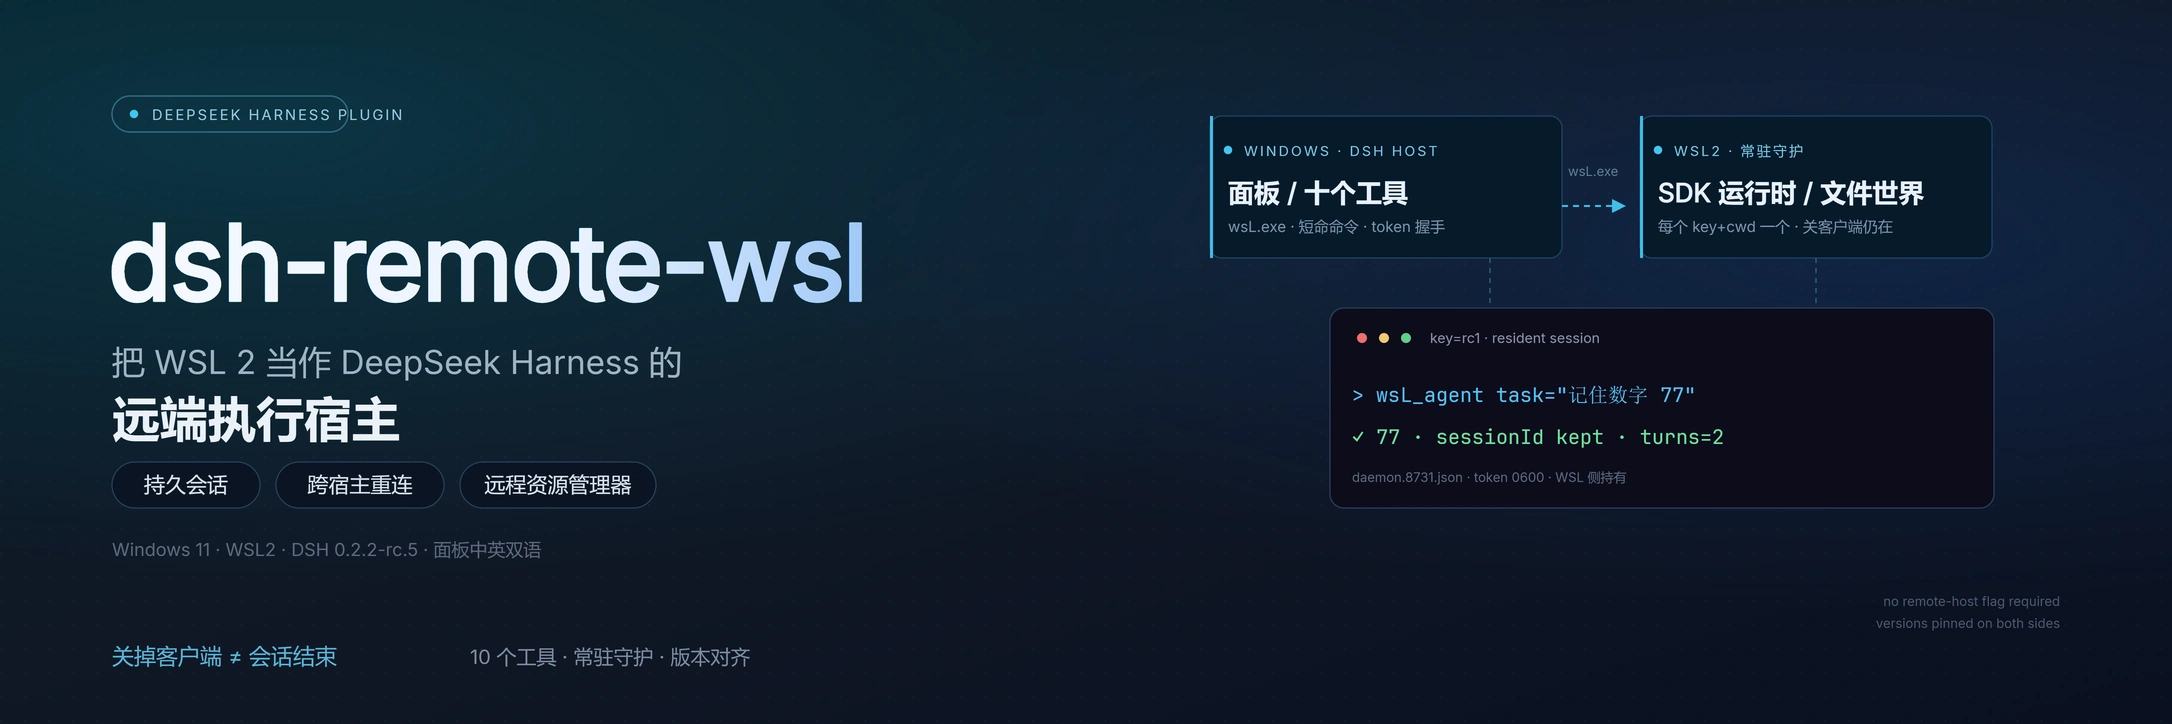 DEEPSEEK HARNESS PLUGIN
dsh-remote-wsl
把 WSL 2 当作 DeepSeek Harness 的
远端执行宿主
持久会话
跨宿主重连
远程资源管理器
Windows 11 · WSL2 · DSH 0.2.2-rc.5 · 面板中英双语
关掉客户端 ≠ 会话结束
10 个工具 · 常驻守护 · 版本对齐
WINDOWS · DSH HOST
面板 / 十个工具
wsL.exe · 短命命令 · token 握手
wsL.exe
WSL2 · 常驻守护
SDK 运行时 / 文件世界
每个 key+cwd 一个 · 关客户端仍在
key=rc1 · resident session
> wsL_agent task="记住数字 77"
✓ 77 · sessionId kept · turns=2
daemon.8731.json · token 0600 · WSL 侧持有
no remote-host flag required
versions pinned on both sides